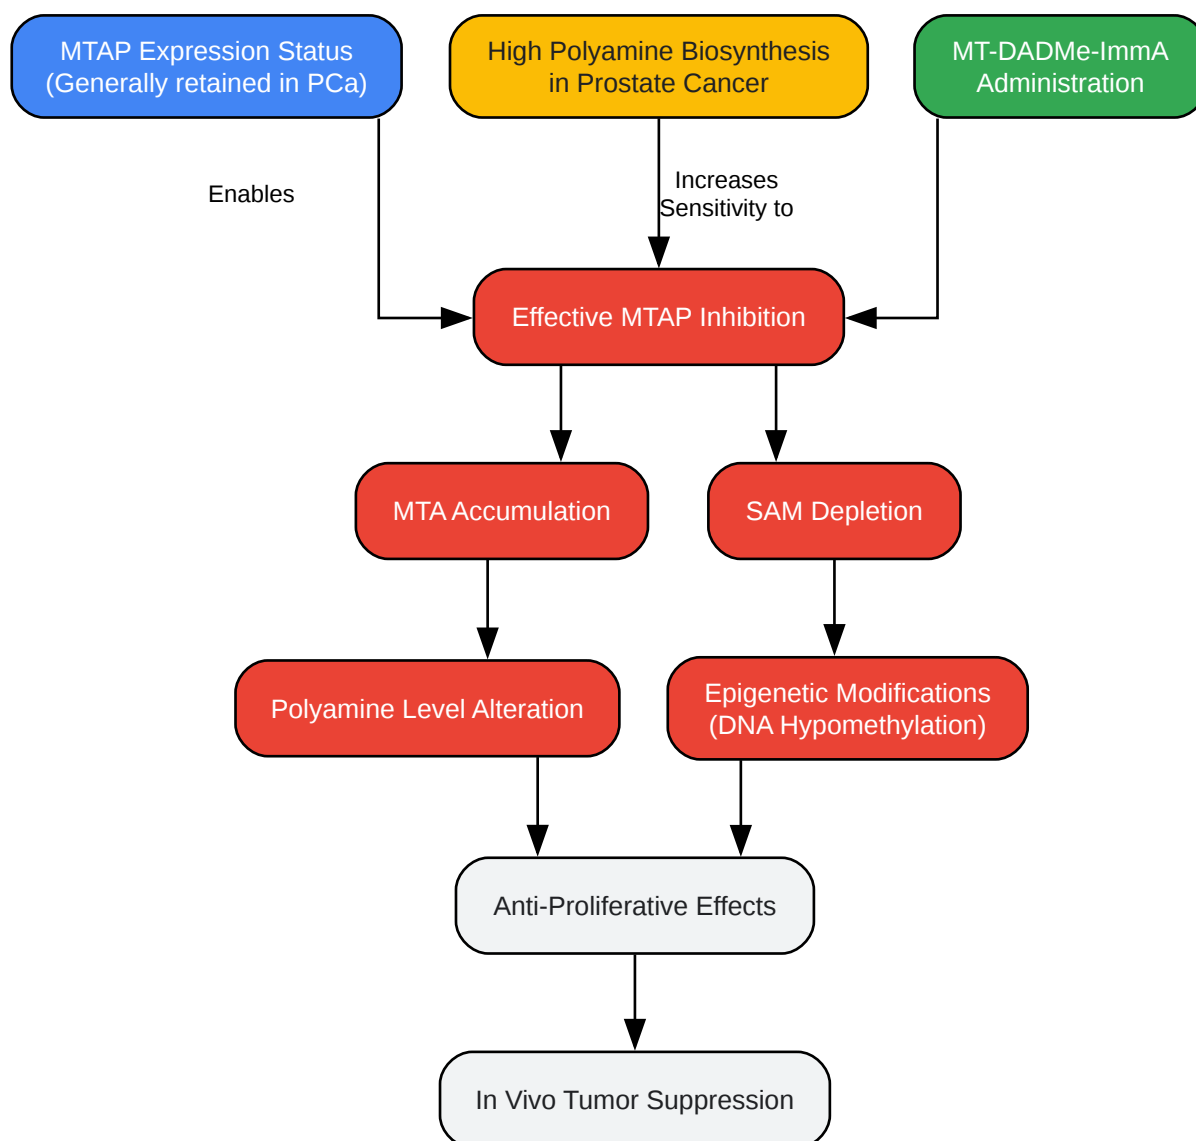 MTAP Expression Status
(Generally retained in PCa)
High Polyamine Biosynthesis
in Prostate Cancer
MT-DADMe-ImmA
Administration
Enables
Increases
Sensitivity to
Effective MTAP Inhibition
MTA Accumulation
SAM Depletion
Polyamine Level Alteration
Epigenetic Modifications
(DNA Hypomethylation)
Anti-Proliferative Effects
In Vivo Tumor Suppression